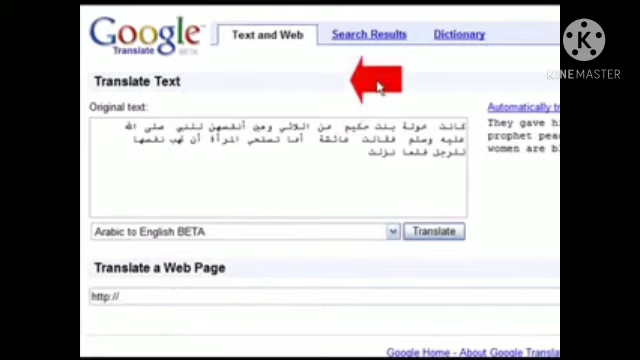 Google
Translate BETA
Text and Web
Search Results
Dictionary
KINEMASTER
Translate Text
Original text:
Automatically tr
كانت خولة بنت حكيم من اللائي وهبن أنفسهن للنبي صلى الله
عليه وسلم فقالت عائشة أما تستحي المرأة أن تهب نفسها
للرجل فلما نزلت
They gave hi
prophet peac
women are bl
Arabic to English BETA
Translate
Translate a Web Page
http://
Google Home - About Google Transla